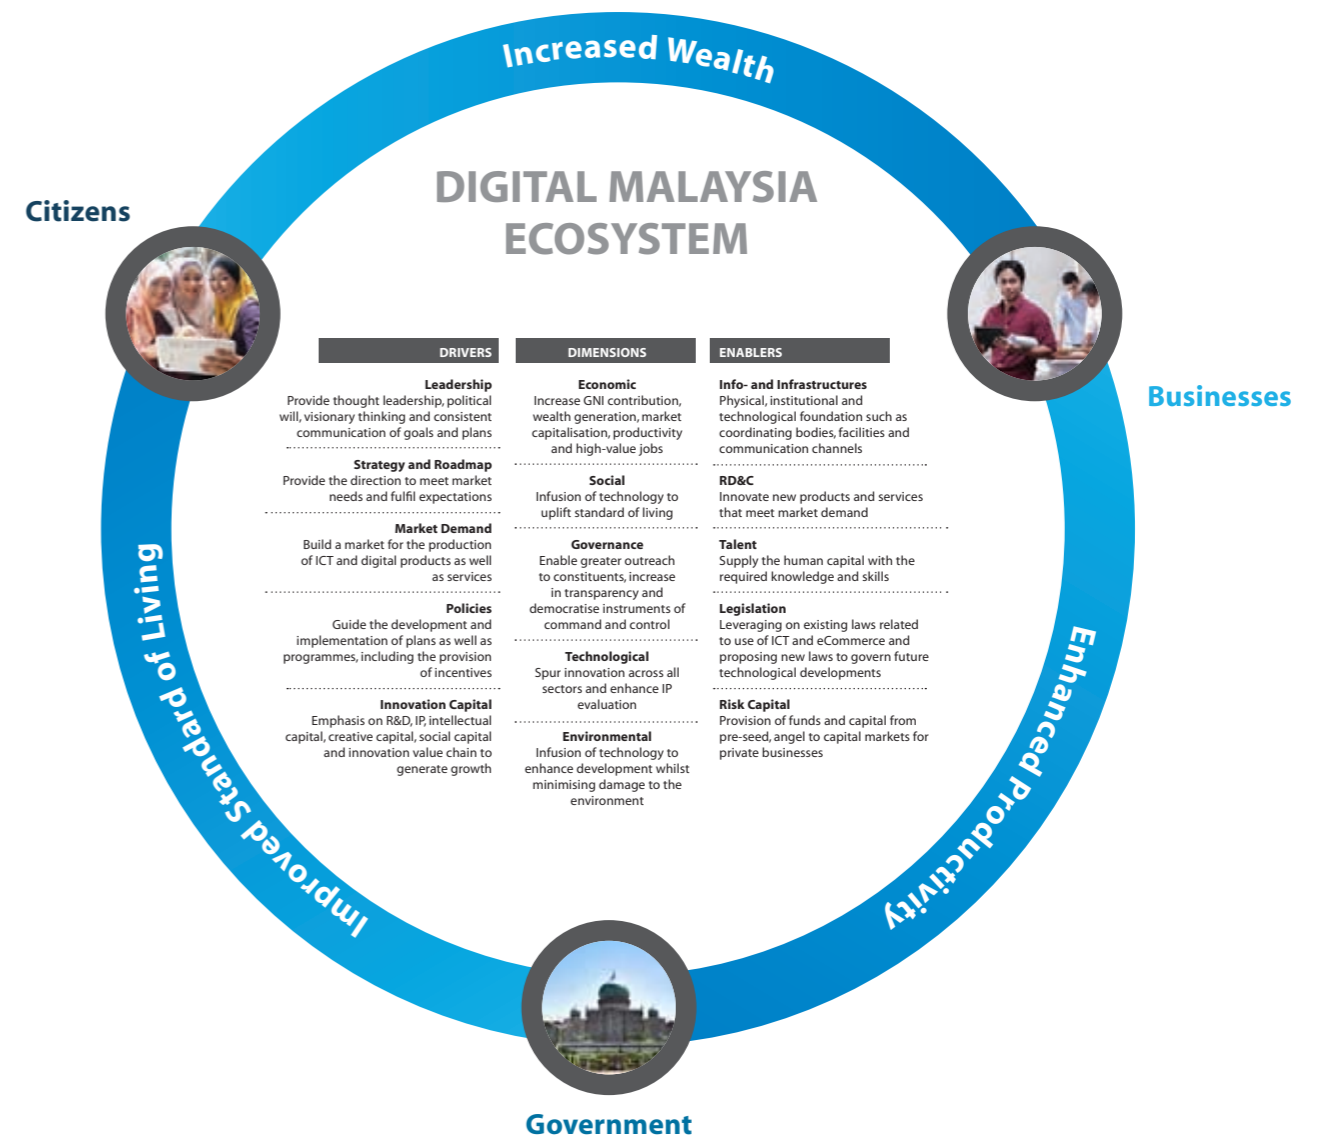 Increased Wealth
DIGITAL MALAYSIA
ECOSYSTEM
Citizens
Businesses
DRIVERS
Leadership
Provide thought leadership, political
will, visionary thinking and consistent
communication of goals and plans
Strategy and Roadmap
Provide the direction to meet market
needs and fulfil expectations
Market Demand
Build a market for the production
of ICT and digital products as well
as services
Policies
Guide the development and
implementation of plans as well as
programmes, including the provision
of incentives
Innovation Capital
Emphasis on R&D, IP, intellectual
capital, creative capital, social capital
and innovation value chain to
generate growth
DIMENSIONS
Economic
Increase GNI contribution,
wealth generation, market
capitalisation, productivity
and high-value jobs
Social
Infusion of technology to
uplift standard of living
Governance
Enable greater outreach
to constituents, increase
in transparency and
democratise instruments of
command and control
Technological
Spur innovation across all
sectors and enhance IP
evaluation
Environmental
Infusion of technology to
enhance development whilst
minimising damage to the
environment
ENABLERS
Info- and Infrastructures
Physical, institutional and
technological foundation such as
coordinating bodies, facilities and
communication channels
RD&C
Innovate new products and services
that meet market demand
Talent
Supply the human capital with the
required knowledge and skills
Legislation
Leveraging on existing laws related
to use of ICT and eCommerce and
proposing new laws to govern future
technological developments
Risk Capital
Provision of funds and capital from
pre-seed, angel to capital markets for
private businesses
Improved Standard of Living
Enhanced Productivity
Government